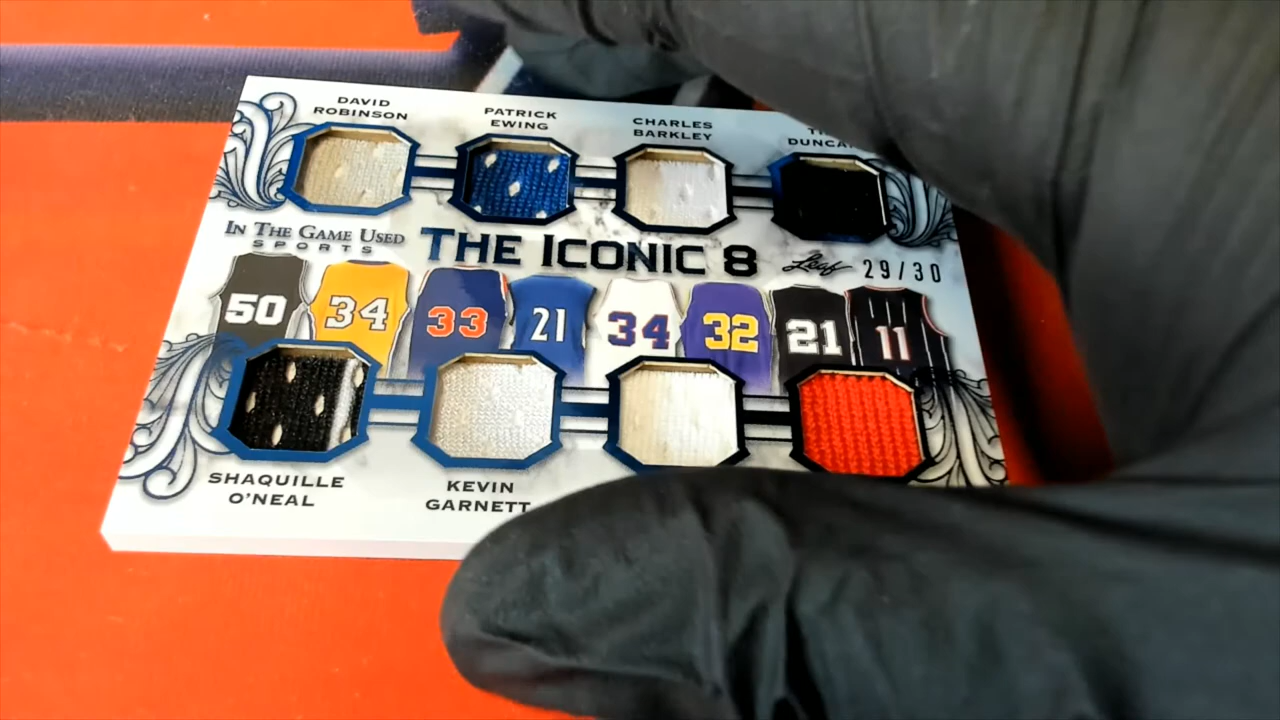 DAVID
ROBINSON
PATRICK
EWING
CHARLES
BARKLEY
DUNCAN
IN THE GAME USED
SPORTS
THE ICONIC 8
Leaf
29/30
50
34
33
21
34
32
21
11
SHAQUILLE
O'NEAL
KEVIN
GARNETT